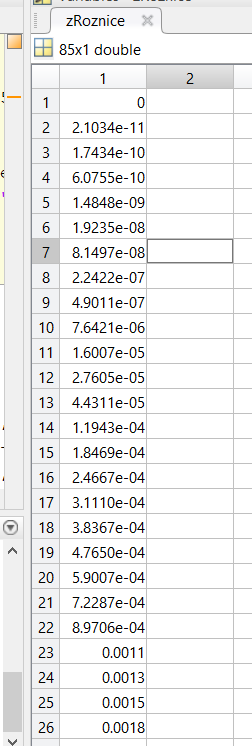 zRoznice
85x1 double
1 2
1 0
2 2.1034e-11
3 1.7434e-10
4 6.0755e-10
5 1.4848e-09
6 1.9235e-08
7 8.1497e-08
8 2.2422e-07
9 4.9011e-07
10 7.6421e-06
11 1.6007e-05
12 2.7605e-05
13 4.4311e-05
14 1.1943e-04
15 1.8469e-04
16 2.4667e-04
17 3.1110e-04
18 3.8367e-04
19 4.7650e-04
20 5.9007e-04
21 7.2287e-04
22 8.9706e-04
23 0.0011
24 0.0013
25 0.0015
26 0.0018